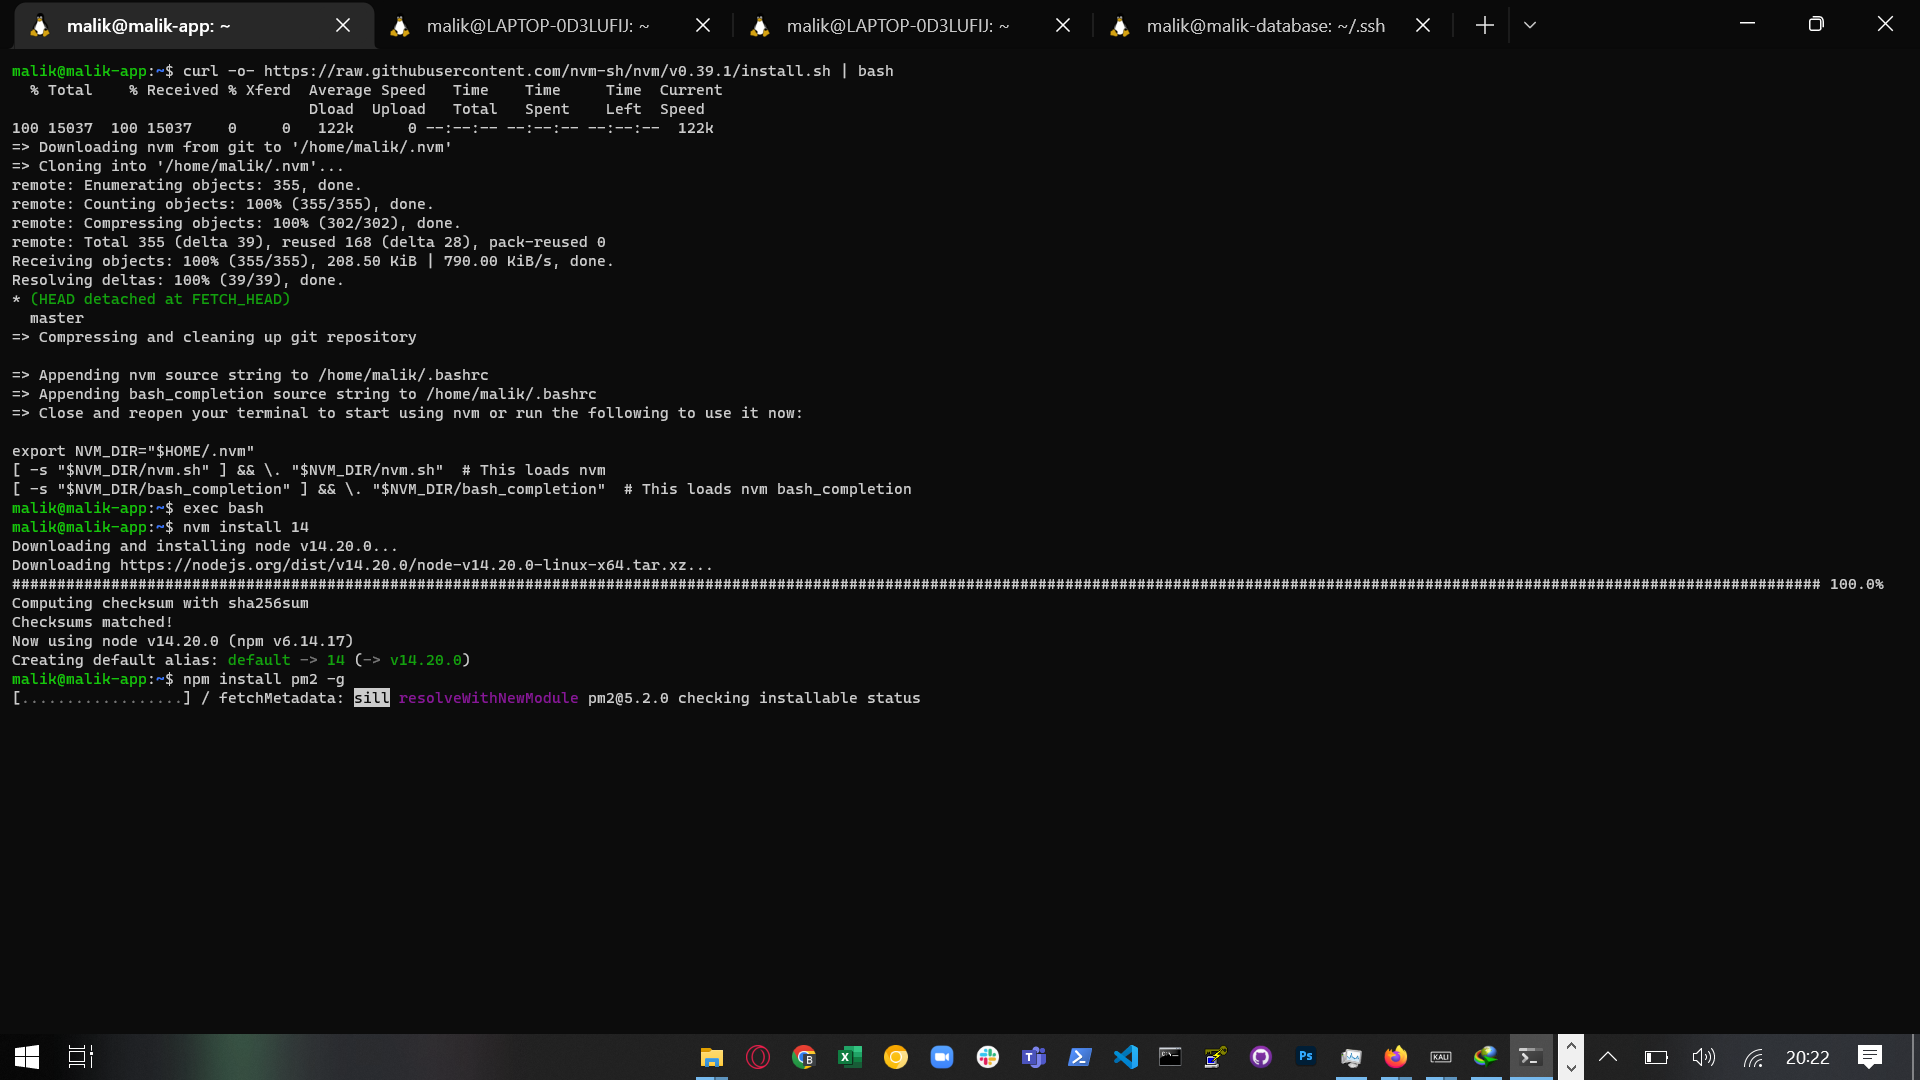 malik@malik-app: ~
malik@LAPTOP-0D3LUFIJ: ~
malik@LAPTOP-0D3LUFIJ: ~
malik@malik-database: ~/.ssh
malik@malik-app:~$ curl -o- https://raw.githubusercontent.com/nvm-sh/nvm/v0.39.1/install.sh | bash
  % Total    % Received % Xferd  Average Speed   Time    Time     Time  Current
                                 Dload  Upload   Total   Spent    Left  Speed
100 15037  100 15037    0     0   122k      0 --:--:-- --:--:-- --:--:--  122k
=> Downloading nvm from git to '/home/malik/.nvm'
=> Cloning into '/home/malik/.nvm'...
remote: Enumerating objects: 355, done.
remote: Counting objects: 100% (355/355), done.
remote: Compressing objects: 100% (302/302), done.
remote: Total 355 (delta 39), reused 168 (delta 28), pack-reused 0
Receiving objects: 100% (355/355), 208.50 KiB | 790.00 KiB/s, done.
Resolving deltas: 100% (39/39), done.
* (HEAD detached at FETCH_HEAD)
  master
=> Compressing and cleaning up git repository
=> Appending nvm source string to /home/malik/.bashrc
=> Appending bash_completion source string to /home/malik/.bashrc
=> Close and reopen your terminal to start using nvm or run the following to use it now:
export NVM_DIR="$HOME/.nvm"
[ -s "$NVM_DIR/nvm.sh" ] && \. "$NVM_DIR/nvm.sh"  # This loads nvm
[ -s "$NVM_DIR/bash_completion" ] && \. "$NVM_DIR/bash_completion"  # This loads nvm bash_completion
malik@malik-app:~$ exec bash
malik@malik-app:~$ nvm install 14
Downloading and installing node v14.20.0...
Downloading https://nodejs.org/dist/v14.20.0/node-v14.20.0-linux-x64.tar.xz...
######################################################################################################################################################################################################### 100.0%
Computing checksum with sha256sum
Checksums matched!
Now using node v14.20.0 (npm v6.14.17)
Creating default alias: default -> 14 (-> v14.20.0)
malik@malik-app:~$ npm install pm2 -g
[..................] / fetchMetadata: sill resolveWithNewModule pm2@5.2.0 checking installable status
Ps
KALI
20:22